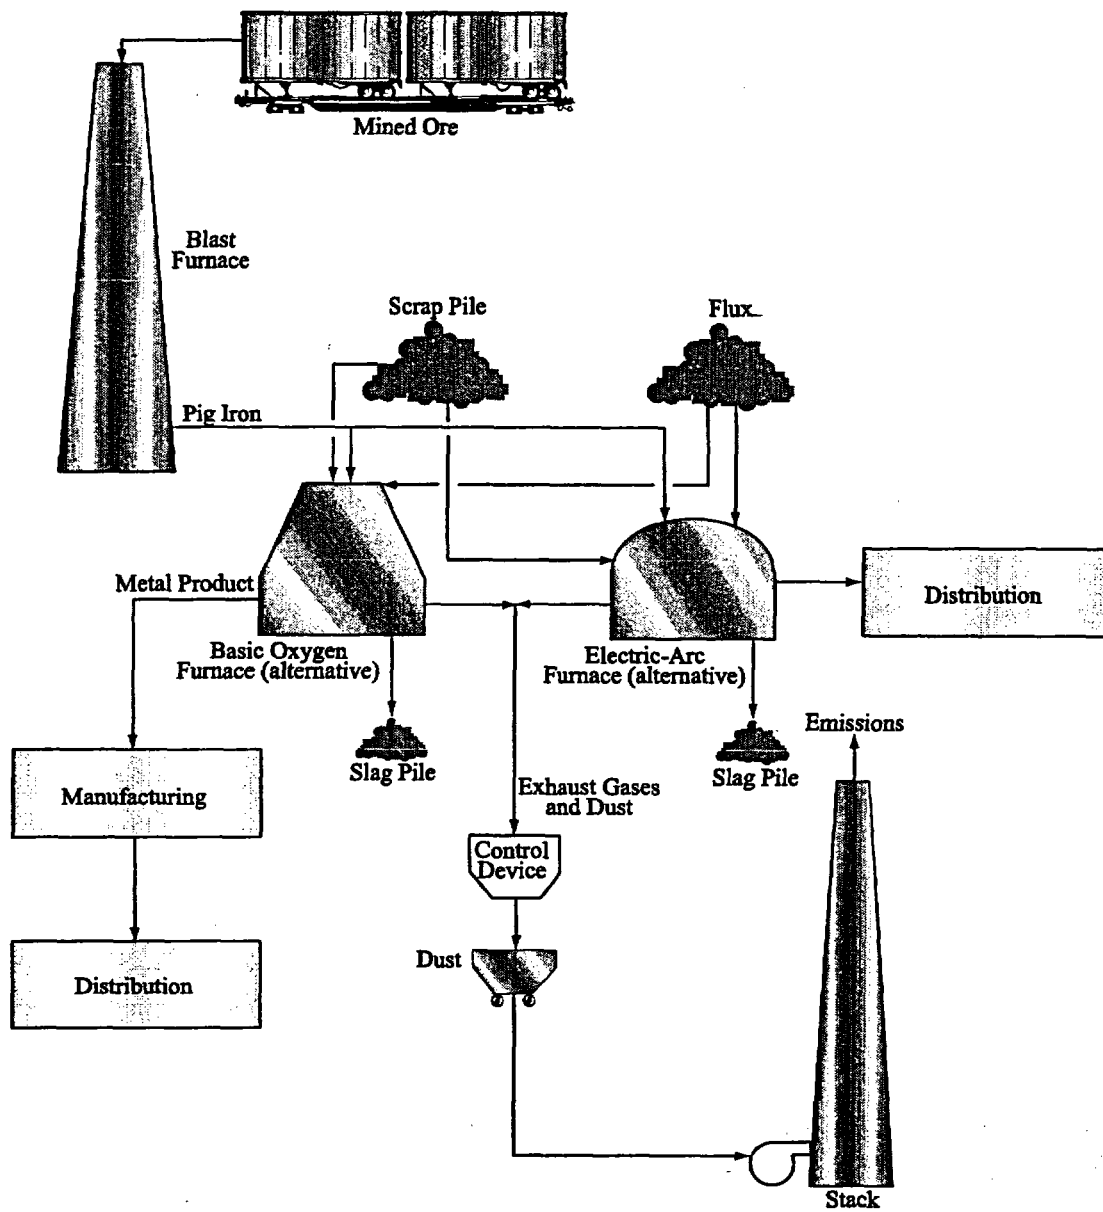 Mined Ore
Blast
Furnace
Scrap Pile
Flux
Pig Iron
Metal Product
Distribution
Basic Oxygen
Furnace (alternative)
Electric-Arc
Furnace (alternative)
Emissions
Slag Pile
Slag Pile
Manufacturing
Exhaust Gases
and Dust
Control
Device
Dust
Distribution
Stack